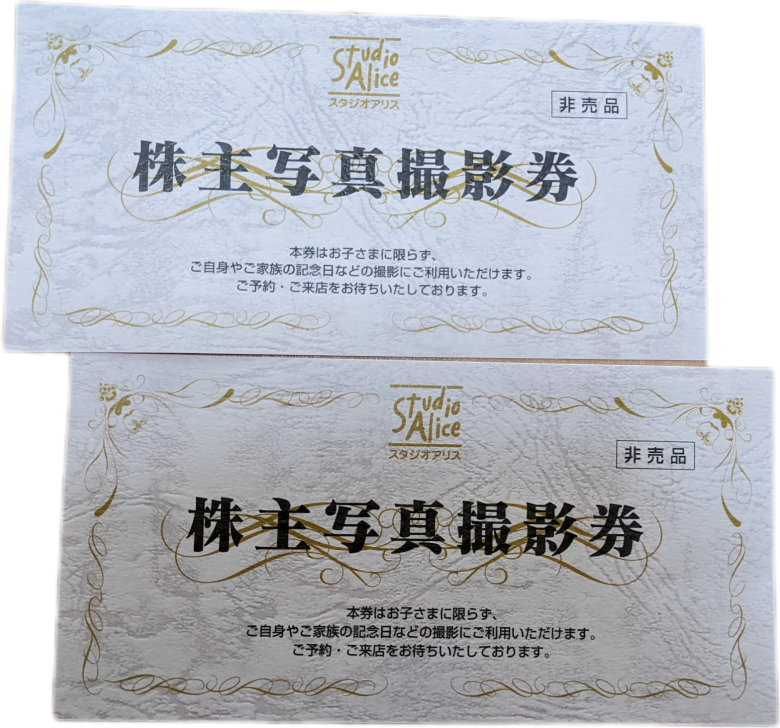 Studio
Alice
スタジオアリス
非売品
株主写真撮影券
本券はお子さまに限らず、
ご自身やご家族の記念日などの撮影にご利用いただけます。
ご予約・ご来店をお待ちいたしております。
Studio
Alice
スタジオアリス
非売品
株主写真撮影券
本券はお子さまに限らず、
ご自身やご家族の記念日などの撮影にご利用いただけます。
ご予約・ご来店をお待ちいたしております。